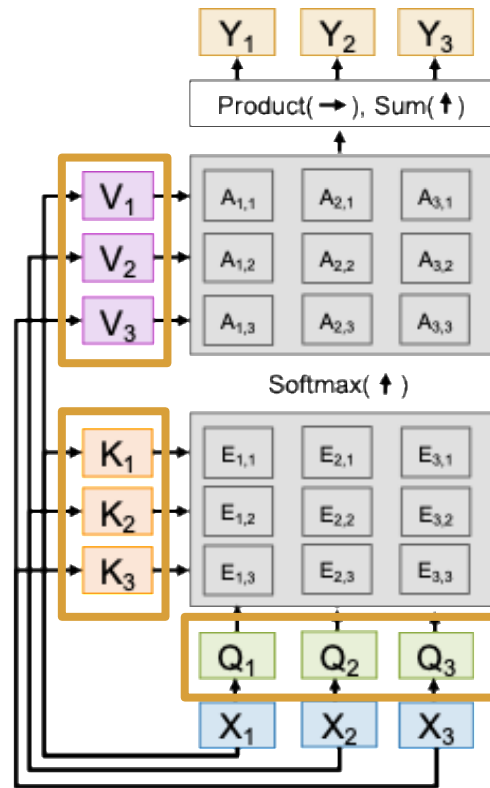 Y₁ Y₂ Y₃
Product(→), Sum(↑)
V₁ A₁,₁ A₂,₁ A₃,₁
V₂ A₁,₂ A₂,₂ A₃,₂
V₃ A₁,₃ A₂,₃ A₃,₃
Softmax(↑)
K₁ E₁,₁ E₂,₁ E₃,₁
K₂ E₁,₂ E₂,₂ E₃,₂
K₃ E₁,₃ E₂,₃ E₃,₃
Q₁ Q₂ Q₃
X₁ X₂ X₃